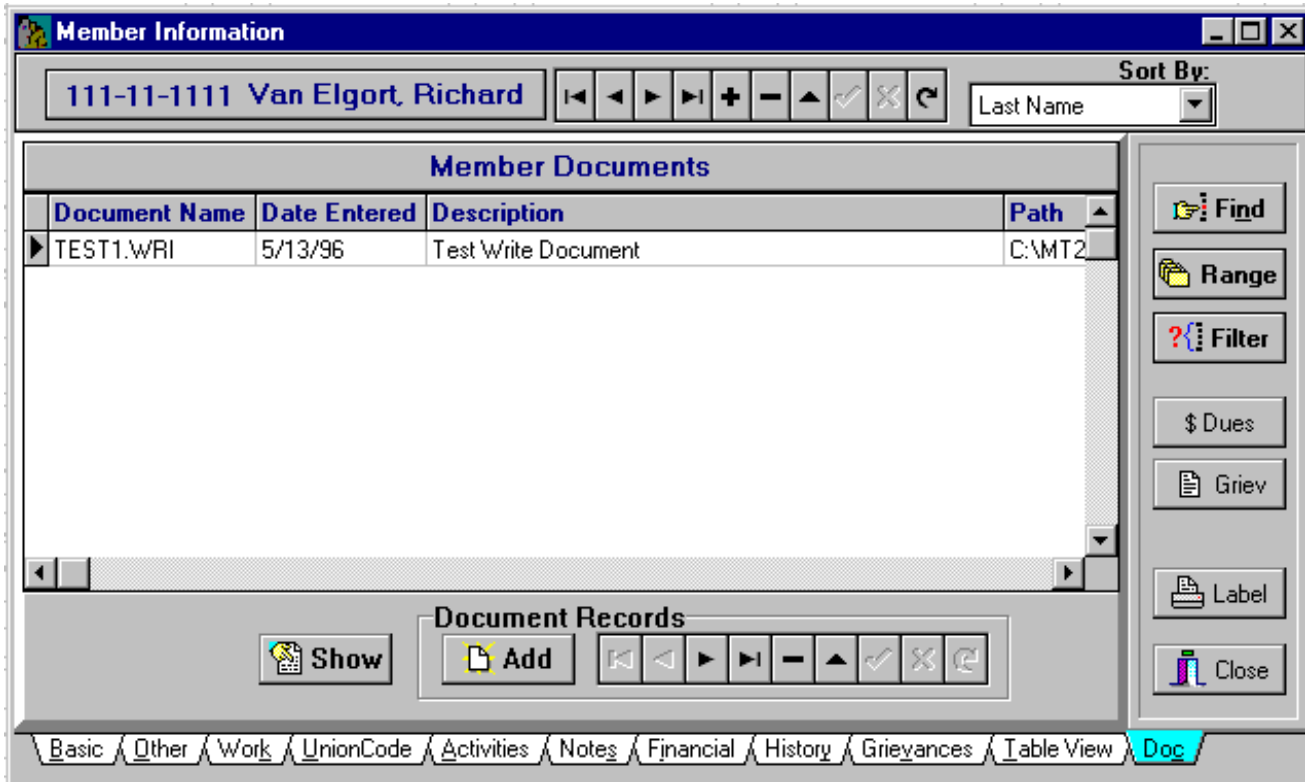 Member Information
Sort By:
111-11-1111 Van Elgort, Richard
Last Name
Member Documents
Document Name Date Entered Description Path
TEST1.WRI 5/13/96 Test Write Document C:\MT2
Find
Range
?{ Filter
$ Dues
Griev
Label
Close
Document Records
Show Add
Basic Other Work UnionCode Activities Notes Financial History Grievances Table View Doc